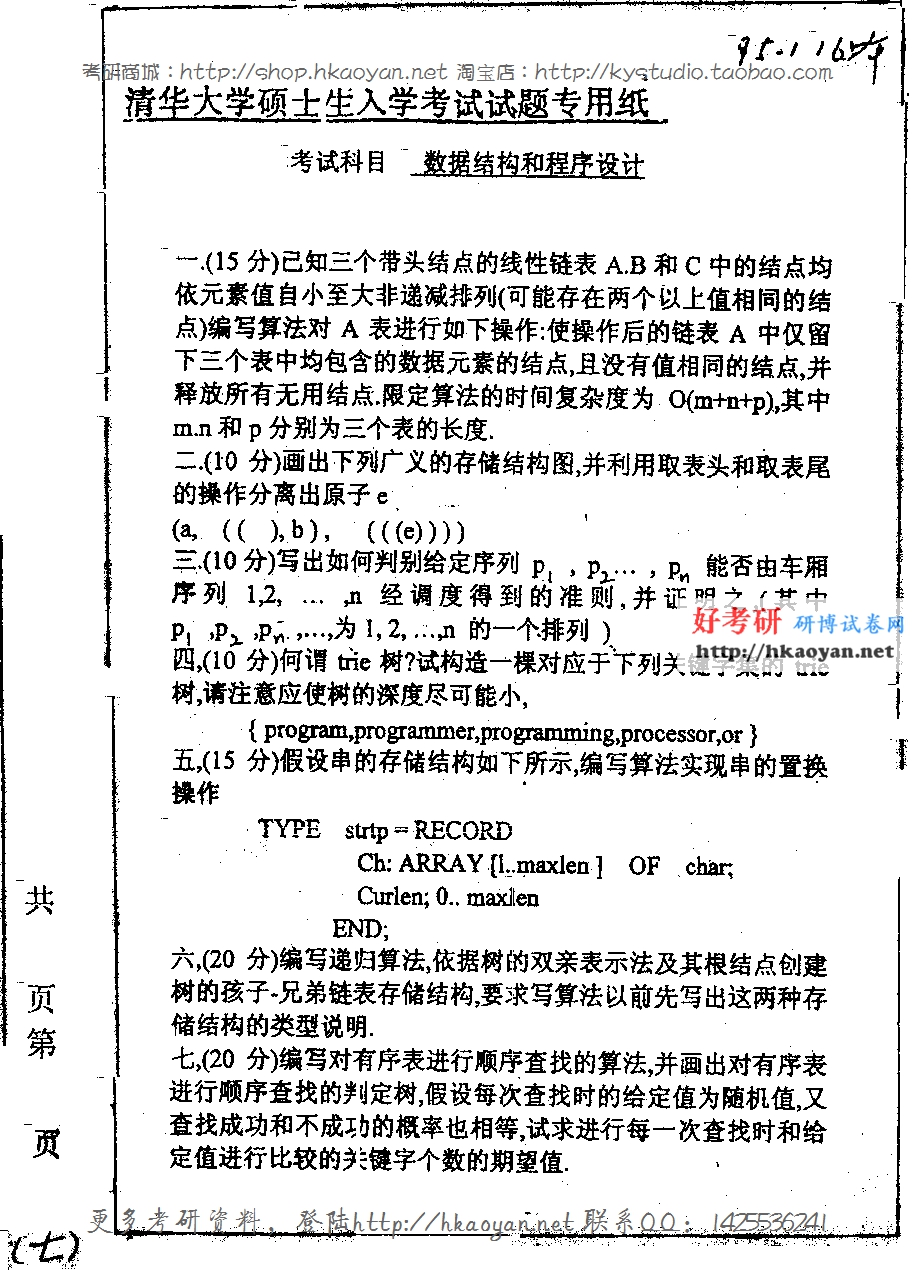 95.1 16
考研商城：http://shop.hkaoyan.net 淘宝店：http://kystudio.taobao.com
清华大学硕士生入学考试试题专用纸
考试科目 数据结构和程序设计
一.(15 分)已知三个带头结点的线性链表 A.B 和 C 中的结点均
依元素值自小至大非递减排列(可能存在两个以上值相同的结
点)编写算法对 A 表进行如下操作:使操作后的链表 A 中仅留
下三个表中均包含的数据元素的结点,且没有值相同的结点,并
释放所有无用结点.限定算法的时间复杂度为 O(m+n+p),其中
m.n 和 p 分别为三个表的长度.
二.(10 分)画出下列广义的存储结构图,并利用取表头和取表尾
的操作分离出原子 e
(a, ( ( ), b ) , ( ( (e) ) ) )
三.(10 分)写出如何判别给定序列 p1 , p2… , pn 能否由车厢
序列 1,2, … ,n 经调度得到的准则,并证明之(其中
p1 ,p2 ,pn ,…,为 1, 2, …,n 的一个排列 )
好考研 研博试卷网
http://hkaoyan.net
四,(10 分)何谓 trie 树?试构造一棵对应于下列关键字集的 trie
树,请注意应使树的深度尽可能小,
{ program,programmer,programming,processor,or }
五,(15 分)假设串的存储结构如下所示,编写算法实现串的置换
操作
TYPE strtp = RECORD
Ch: ARRAY [l..maxlen ] OF char;
Curlen; 0.. maxlen
END;
六,(20 分)编写递归算法,依据树的双亲表示法及其根结点创建
树的孩子-兄弟链表存储结构,要求写算法以前先写出这两种存
储结构的类型说明.
七,(20 分)编写对有序表进行顺序查找的算法,并画出对有序表
进行顺序查找的判定树,假设每次查找时的给定值为随机值,又
查找成功和不成功的概率也相等,试求进行每一次查找时和给
定值进行比较的关键字个数的期望值.
共
页
第
页
更多考研资料，登陆http://hkaoyan.net 联系QQ：1425536241
(七)